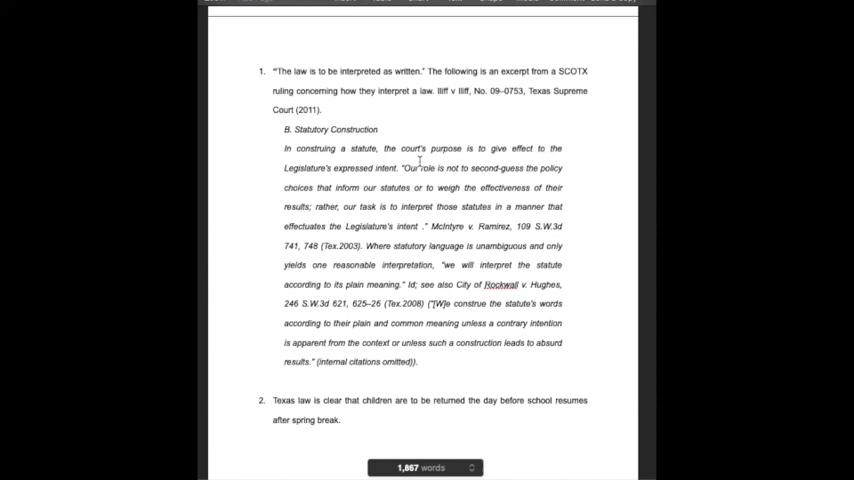 1. "'The law is to be interpreted as written." The following is an excerpt from a SCOTX
ruling concerning how they interpret a law. Iliff v Iliff, No. 09–0753, Texas Supreme
Court (2011).
B. Statutory Construction
In construing a statute, the court's purpose is to give effect to the
Legislature's expressed intent. "Our role is not to second-guess the policy
choices that inform our statutes or to weigh the effectiveness of their
results; rather, our task is to interpret those statutes in a manner that
effectuates the Legislature's intent ." McIntyre v. Ramirez, 109 S.W.3d
741, 748 (Tex.2003). Where statutory language is unambiguous and only
yields one reasonable interpretation, "we will interpret the statute
according to its plain meaning." Id; see also City of Rockwall v. Hughes,
246 S.W.3d 621, 625–26 (Tex.2008) ("[W]e construe the statute's words
according to their plain and common meaning unless a contrary intention
is apparent from the context or unless such a construction leads to absurd
results." (internal citations omitted)).
2. Texas law is clear that children are to be returned the day before school resumes
after spring break.
1,867 words